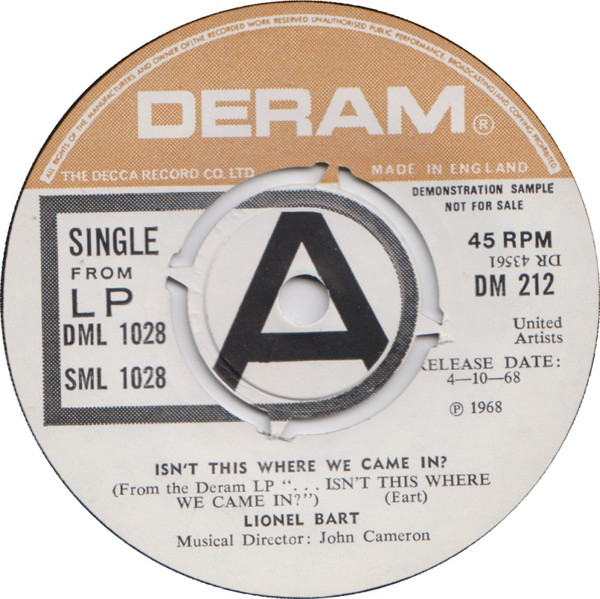 ALL RIGHTS OF THE MANUFACTURERS AND OWNER OF THE RECORDED WORK RESERVED UNAUTHORISED PUBLIC PERFORMANCE, BROADCASTING AND COPYING PROHIBITED
DERAM®
THE DECCA RECORD CO. LTD.
MADE IN ENGLAND
DEMONSTRATION SAMPLE
NOT FOR SALE
SINGLE
FROM
LP
DML 1028
SML 1028
A
45 RPM
DR 43561
DM 212
United
Artists
RELEASE DATE:
4—10—68
℗ 1968
ISN'T THIS WHERE WE CAME IN?
(From the Deram LP “. . . ISN'T THIS WHERE
WE CAME IN?”) (Eart)
LIONEL BART
Musical Director: John Cameron